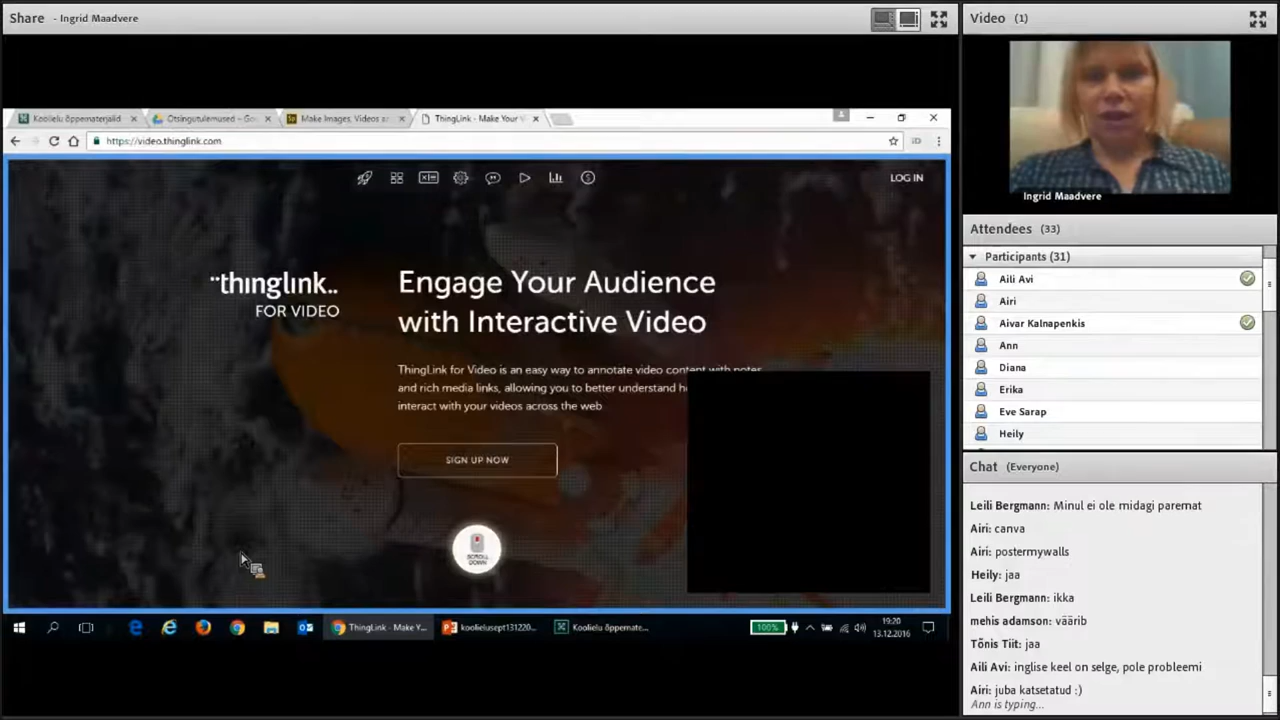 Share - Ingrid Maadvere
Video (1)
Koolielu õppematerjalid
Otsingutulemused – Go
Make Images, Videos a
ThingLink - Make Your V
https://video.thinglink.com
LOG IN
thinglink..
FOR VIDEO
Engage Your Audience
with Interactive Video
ThingLink for Video is an easy way to annotate video content with notes
and rich media links, allowing you to better understand
interact with your videos across the web
SIGN UP NOW
SCROLL
DOWN
ThingLink - Make Y...
koolielusept131220...
Koolielu õppemate...
100%
19:20
13.12.2016
Ingrid Maadvere
Attendees (33)
Participants (31)
Aili Avi
Airi
Aivar Kalnapenkis
Ann
Diana
Erika
Eve Sarap
Heily
Chat (Everyone)
Leili Bergmann: Minul ei ole midagi paremat
Airi: canva
Airi: postermywalls
Heily: jaa
Leili Bergmann: ikka
mehis adamson: väärib
Tõnis Tiit: jaa
Aili Avi: inglise keel on selge, pole probleemi
Airi: juba katsetatud :)
Ann is typing...